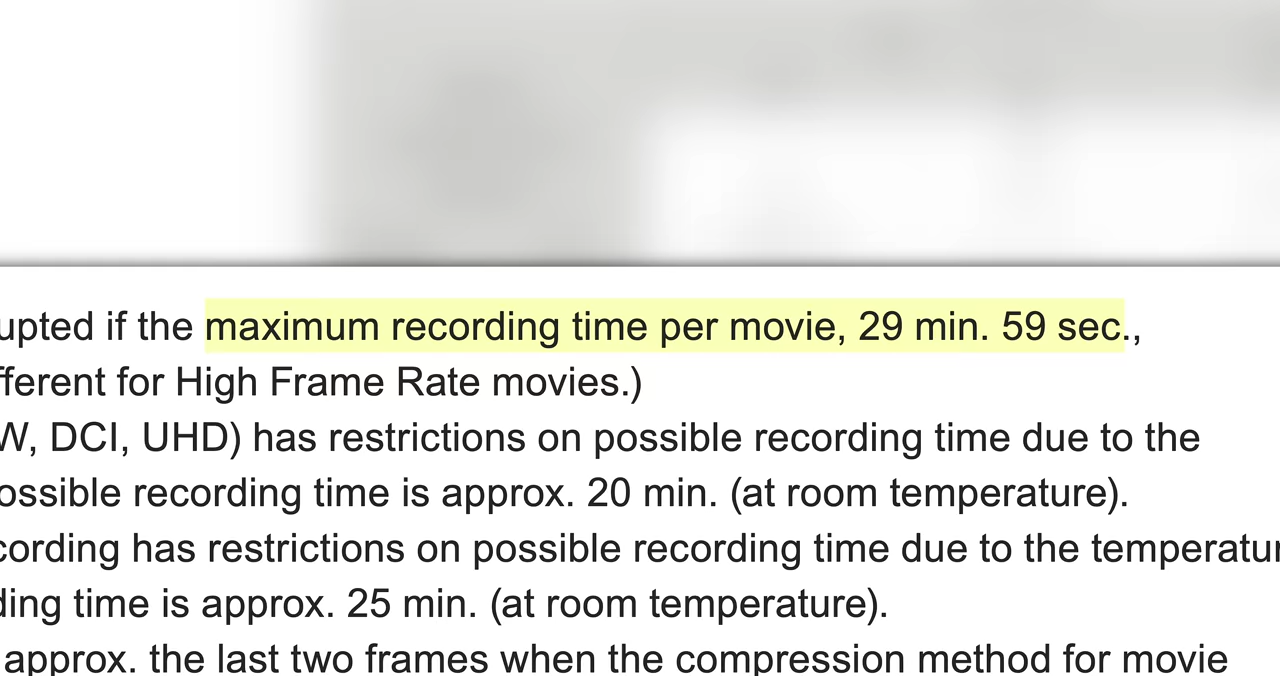 upted if the maximum recording time per movie, 29 min. 59 sec.,
fferent for High Frame Rate movies.)
W, DCI, UHD) has restrictions on possible recording time due to the
ossible recording time is approx. 20 min. (at room temperature).
cording has restrictions on possible recording time due to the temperatur
ding time is approx. 25 min. (at room temperature).
approx. the last two frames when the compression method for movie